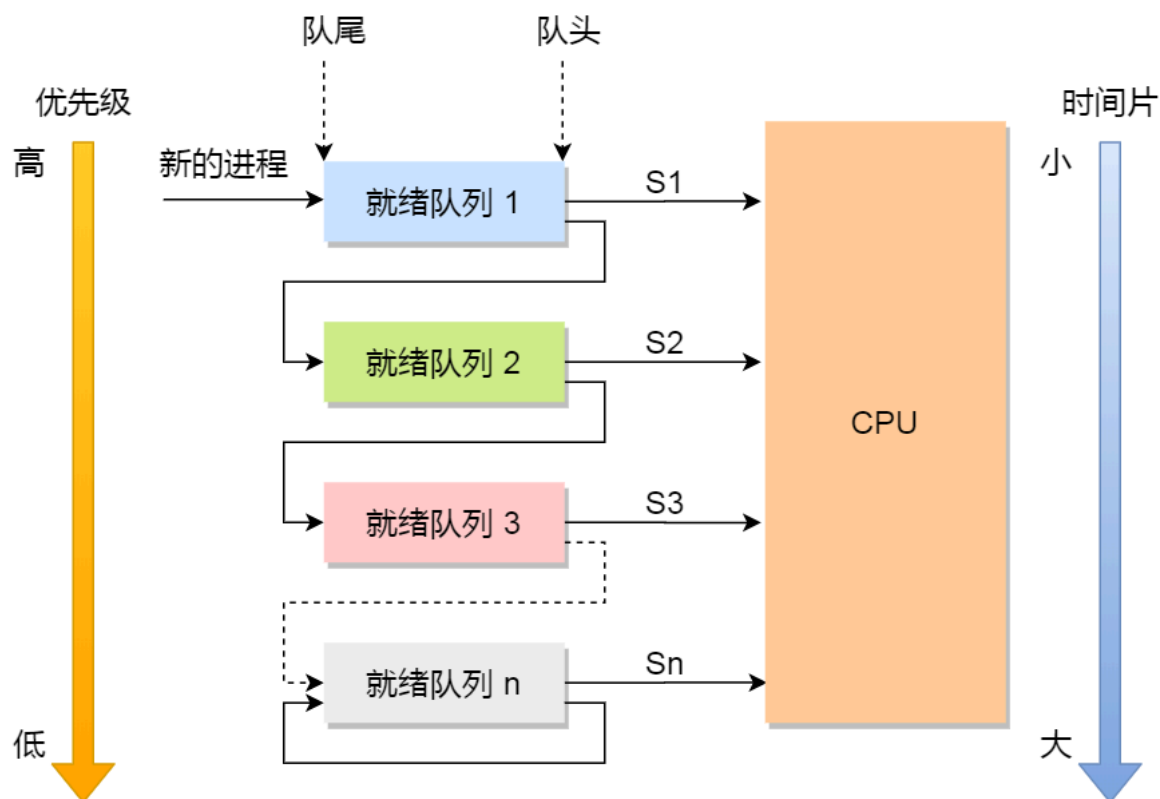 队尾
队头
优先级
时间片
高
新的进程
小
就绪队列 1
S1
就绪队列 2
S2
CPU
就绪队列 3
S3
就绪队列 n
Sn
低
大